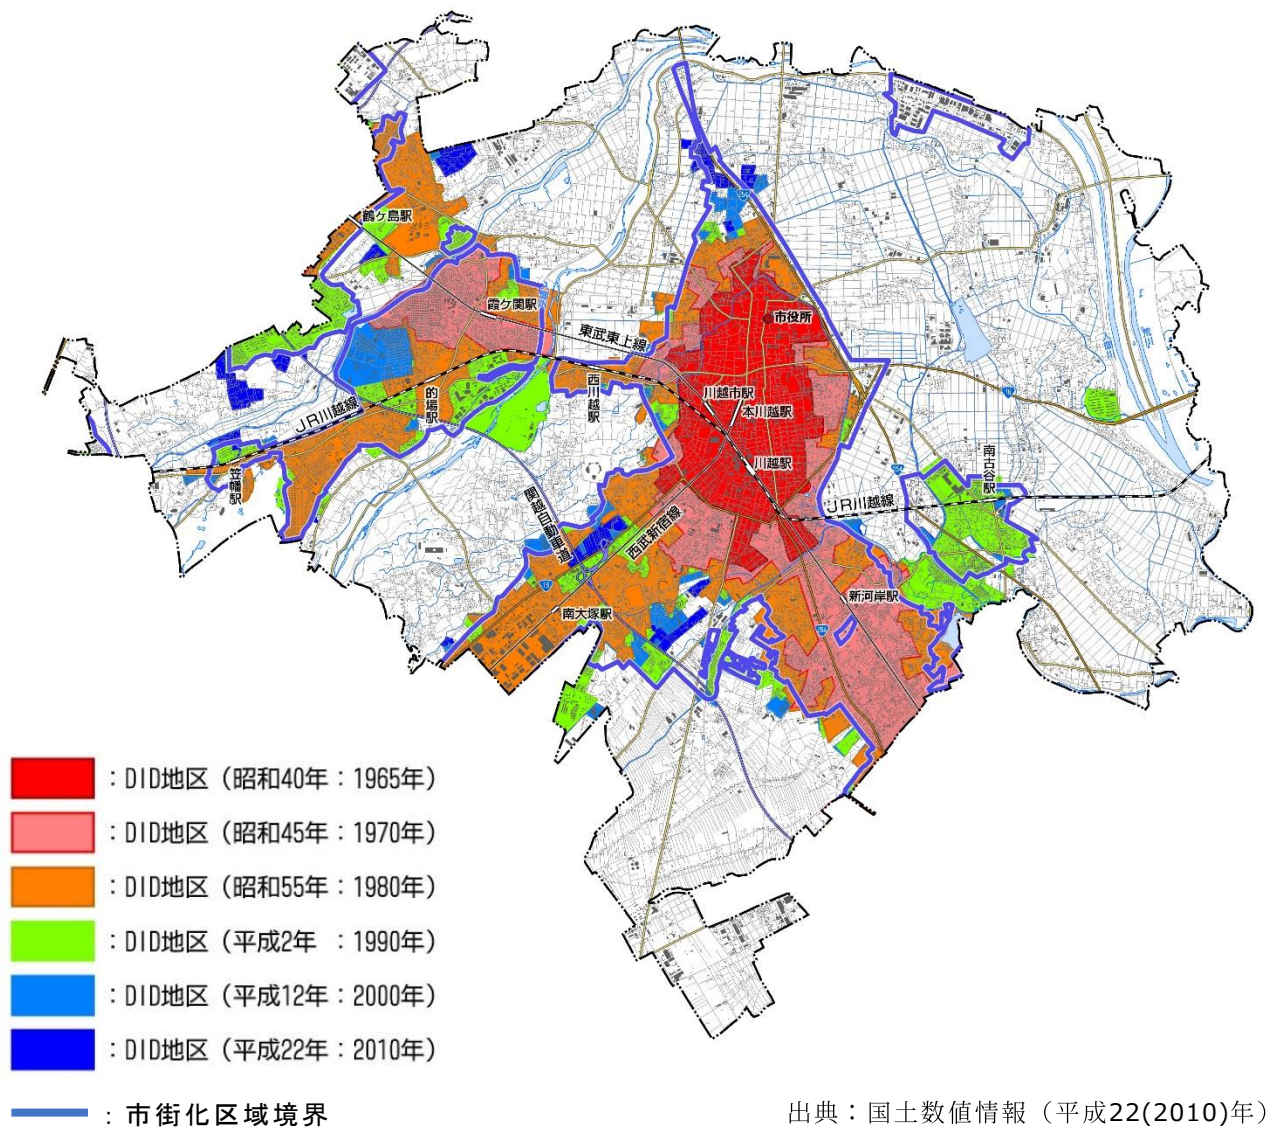 鶴ヶ島駅
霞ケ関駅
東武東上線
市役所
254
西川越駅
川越市駅
本川越駅
16
JR川越線
的場駅
川越駅
南古谷駅
254
笠幡駅
関越自動車道
西武新宿線
JR川越線
16
南大塚駅
新河岸駅
254
：DID地区（昭和40年：1965年）
：DID地区（昭和45年：1970年）
：DID地区（昭和55年：1980年）
：DID地区（平成2年　：1990年）
：DID地区（平成12年：2000年）
：DID地区（平成22年：2010年）
：市街化区域境界
出典：国土数値情報（平成22(2010)年）